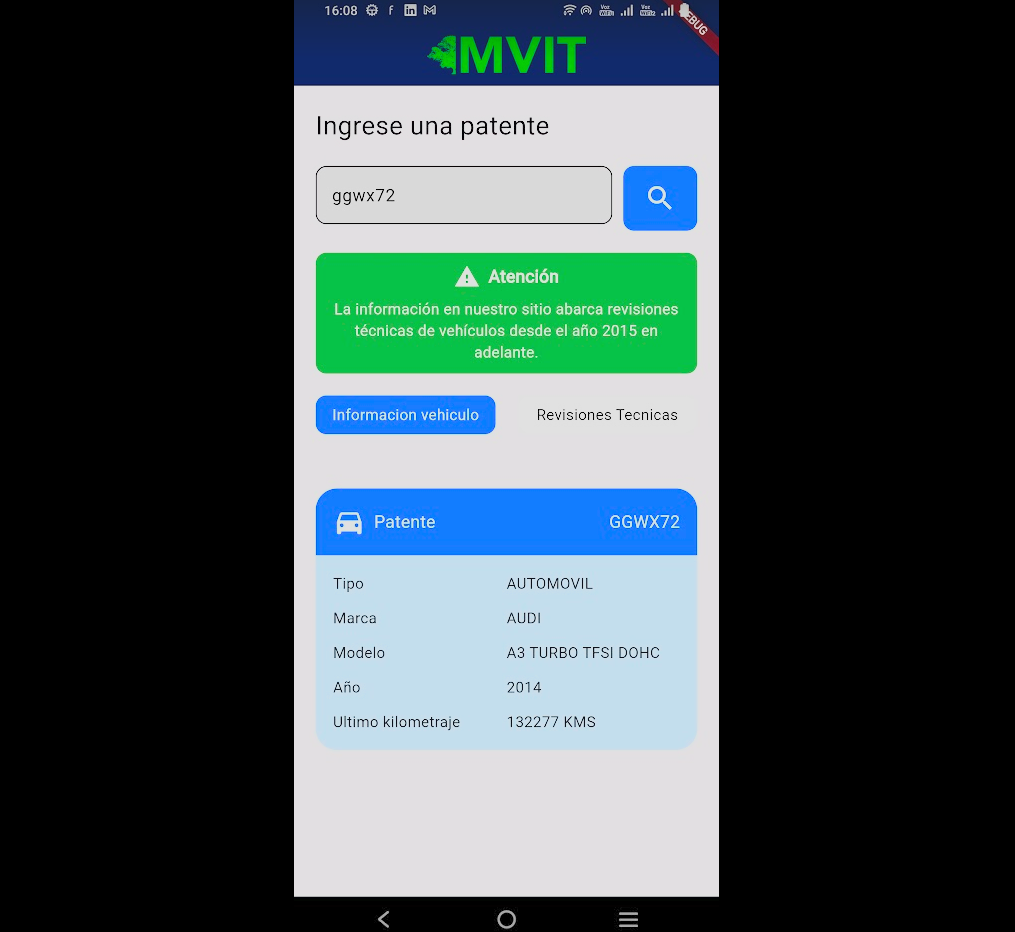 16:08
DEBUG
MVIT
Ingrese una patente
ggwx72
Atención
La información en nuestro sitio abarca revisiones
técnicas de vehículos desde el año 2015 en
adelante.
Informacion vehiculo
Revisiones Tecnicas
Patente GGWX72
Tipo AUTOMOVIL
Marca AUDI
Modelo A3 TURBO TFSI DOHC
Año 2014
Ultimo kilometraje 132277 KMS